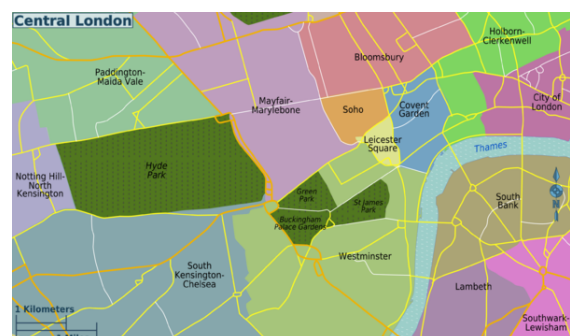 Central London
Holborn-
Clerkenwell
Bloomsbury
Paddington-
Maida Vale
Mayfair-
Marylebone
Soho
Covent
Garden
City of
London
Leicester
Square
Thames
Hyde
Park
Notting Hill-
North
Kensington
Green
Park
St James
Park
South
Bank
N
Buckingham
Palace Gardens
Westminster
South
Kensington-
Chelsea
Lambeth
1 Kilometers
Southwark-
Lewisham